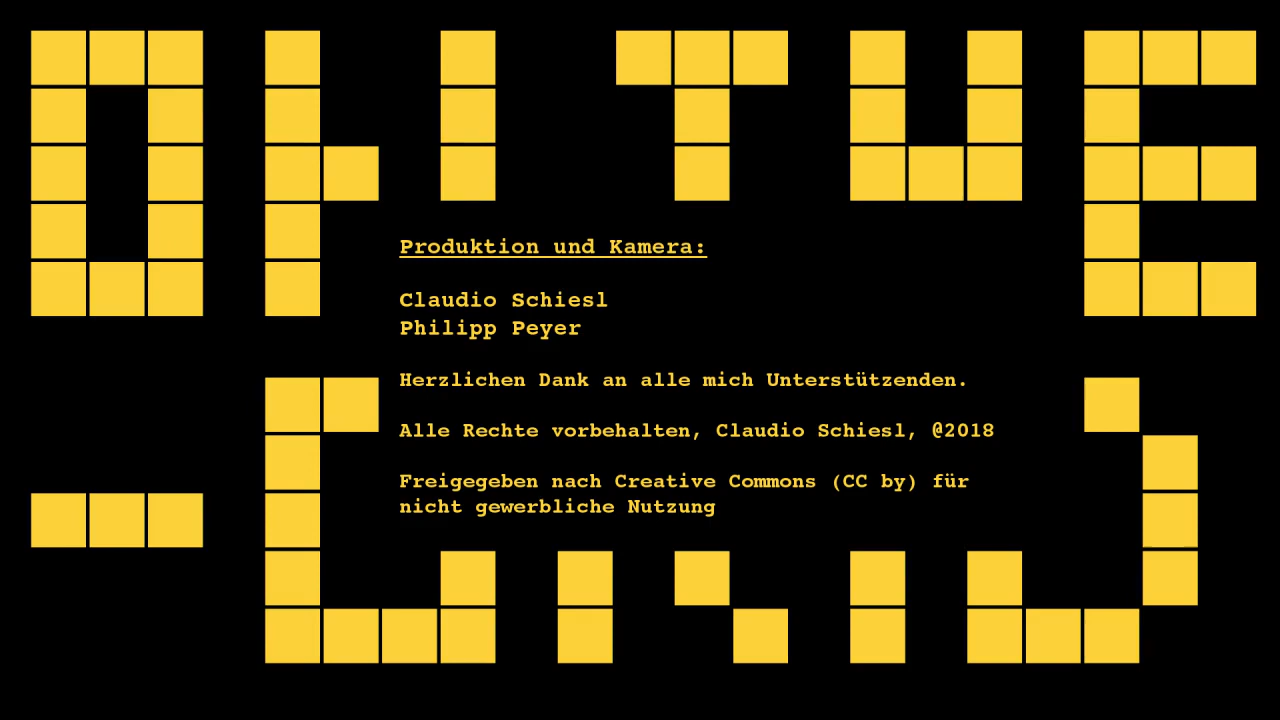 Produktion und Kamera:
Claudio Schiesl
Philipp Peyer
Herzlichen Dank an alle mich Unterstützenden.
Alle Rechte vorbehalten, Claudio Schiesl, @2018
Freigegeben nach Creative Commons (CC by) für
nicht gewerbliche Nutzung